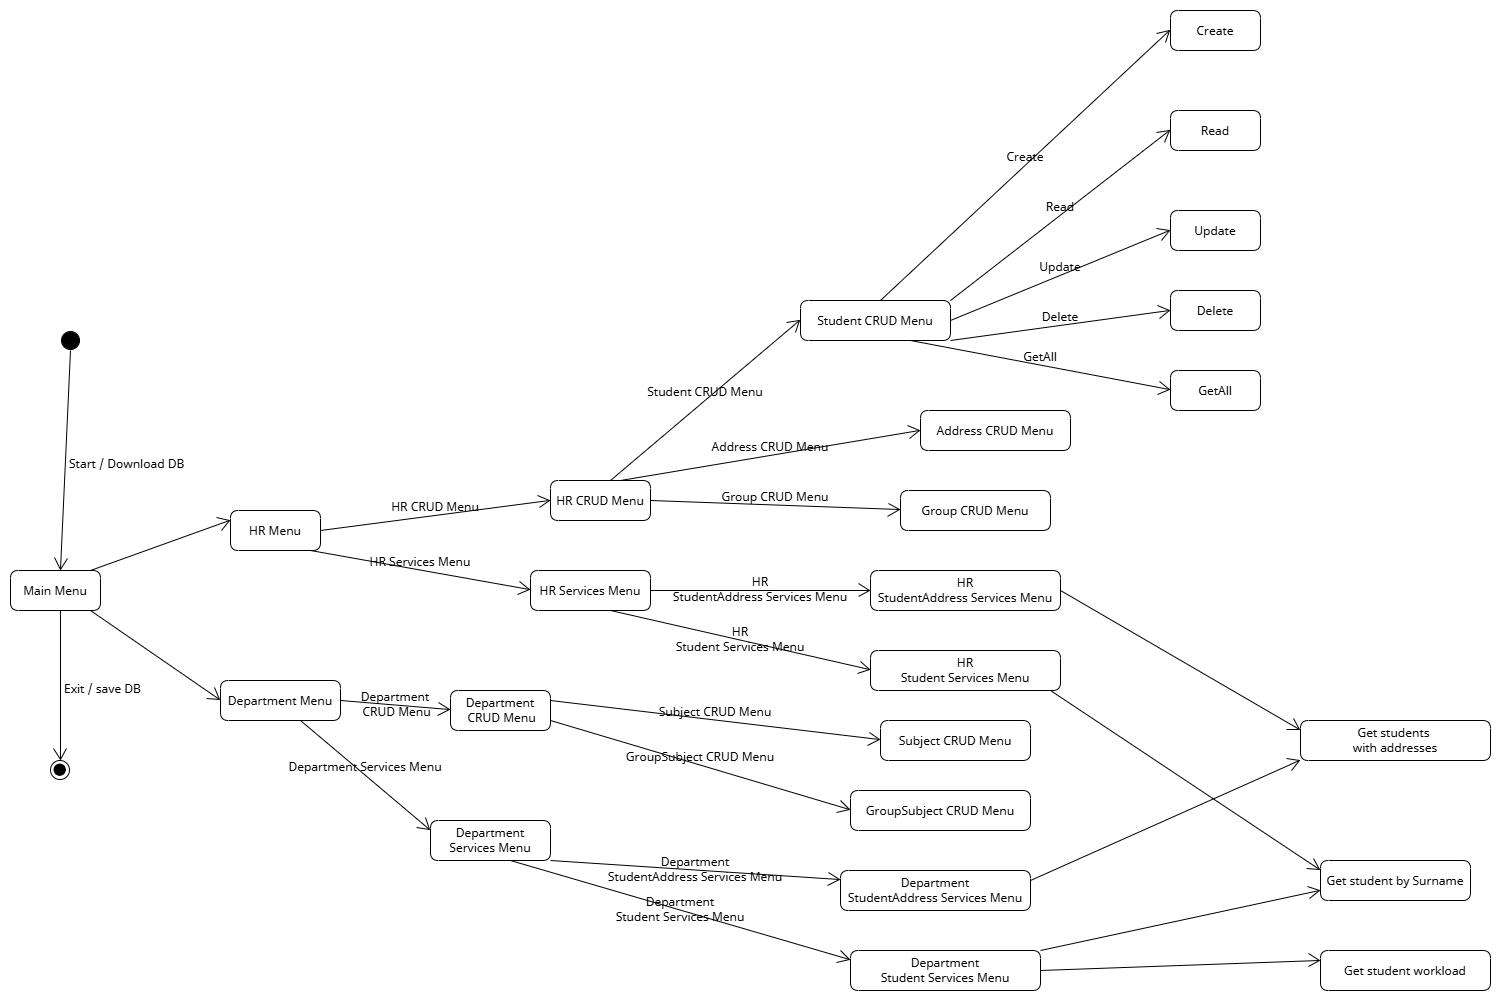 Create
Read
Create
Read
Update
Update
Delete
Delete
Student CRUD Menu
GetAll
GetAll
Student CRUD Menu
Address CRUD Menu
Address CRUD Menu
Start / Download DB
HR CRUD Menu
HR CRUD Menu
Group CRUD Menu
Group CRUD Menu
HR Menu
HR Services Menu
Main Menu
HR Services Menu
HR
StudentAddress Services Menu
HR
StudentAddress Services Menu
HR
Student Services Menu
HR
Student Services Menu
Exit / save DB
Department Menu
Department
CRUD Menu
Department
CRUD Menu
Subject CRUD Menu
Subject CRUD Menu
Get students
with addresses
GroupSubject CRUD Menu
Department Services Menu
GroupSubject CRUD Menu
Department
Services Menu
Department
StudentAddress Services Menu
Department
StudentAddress Services Menu
Get student by Surname
Department
Student Services Menu
Department
Student Services Menu
Get student workload